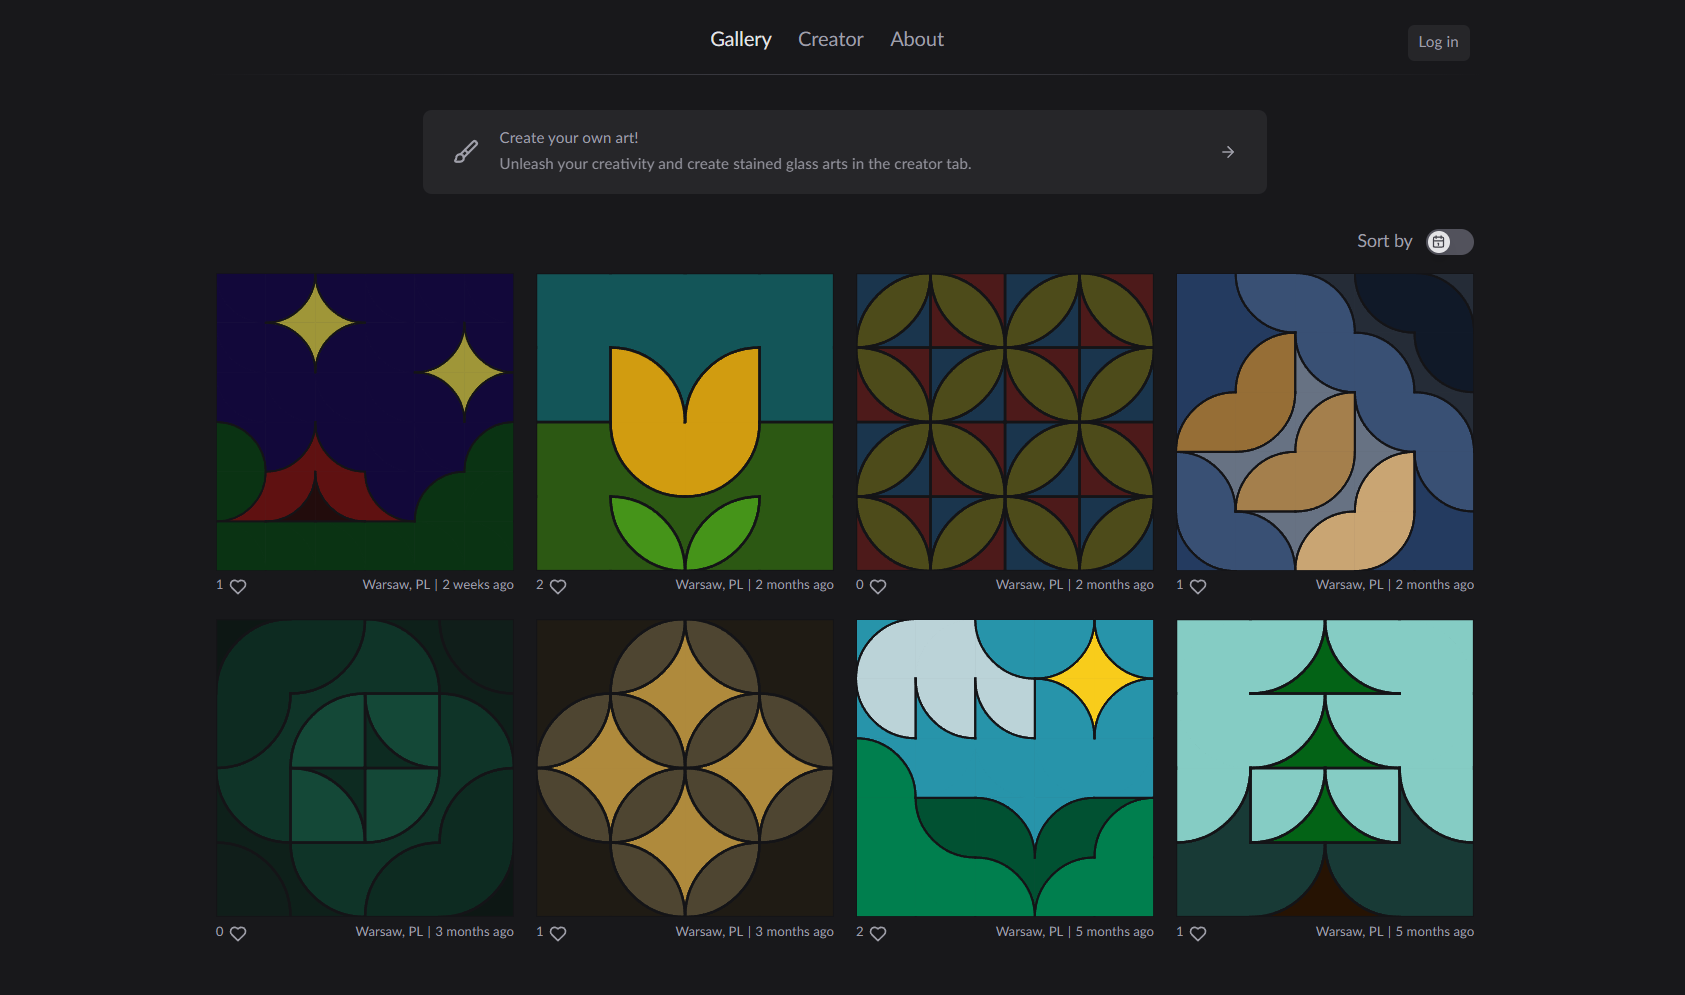 Gallery Creator About
Log in
Create your own art!
Unleash your creativity and create stained glass arts in the creator tab.
Sort by
1 Warsaw, PL | 2 weeks ago
2 Warsaw, PL | 2 months ago
0 Warsaw, PL | 2 months ago
1 Warsaw, PL | 2 months ago
0 Warsaw, PL | 3 months ago
1 Warsaw, PL | 3 months ago
2 Warsaw, PL | 5 months ago
1 Warsaw, PL | 5 months ago